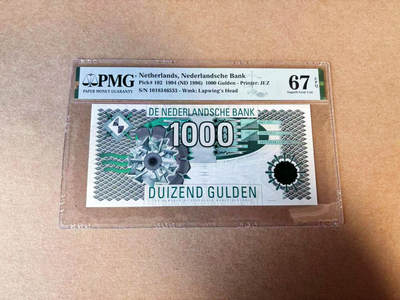 PMG
PAPER MONEY GUARANTY
Netherlands, Nederlandsche Bank
Pick# 102 1994 (ND 1996) 1000 Gulden - Printer: JEZ
S/N 1018346533 - Wmk: Lapwing's Head
67 EPQ
Superb Gem Unc
DE NEDERLANDSCHE BANK
1000
DUIZEND GULDEN